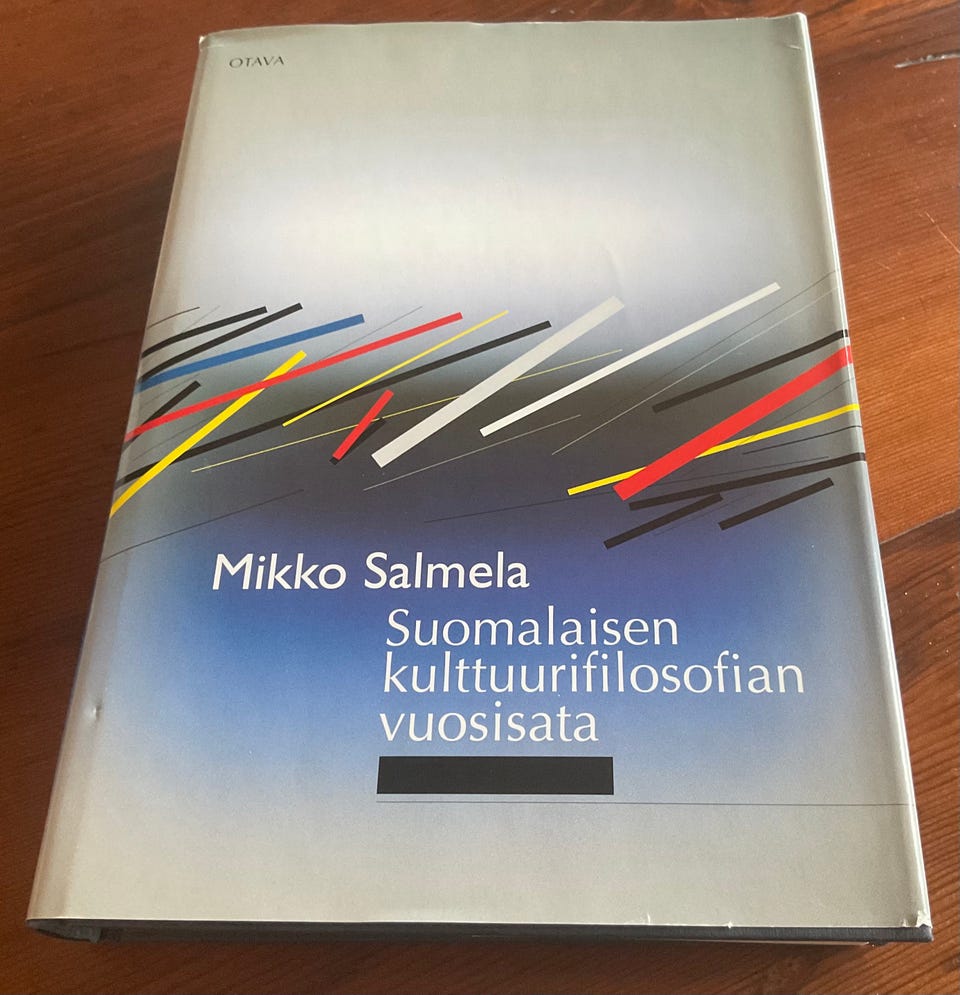 OTAVA
Mikko Salmela
Suomalaisen
kulttuurifilosofian
vuosisata